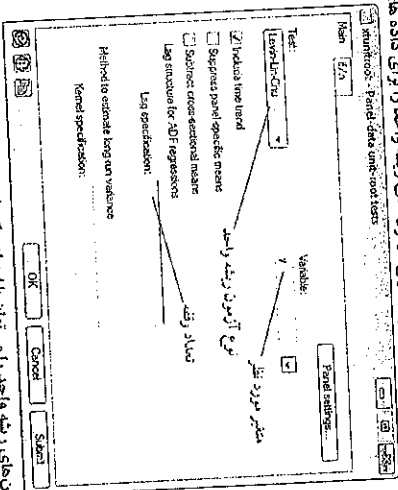 xtunitroot - Panel-data unit-root tests
Main
Test:
Levin-Lin-Chu
Variable:
Panel settings...
متغیر مورد نظر
نوع آزمون ریشه واحد
Include time trend
Suppress panel-specific means
Subtract cross-sectional means
Lag structure for ADF regressions
Lag specification:
تعداد وقفه
Method to estimate long-run variance
Kernel specification:
OK
Cancel
Submit